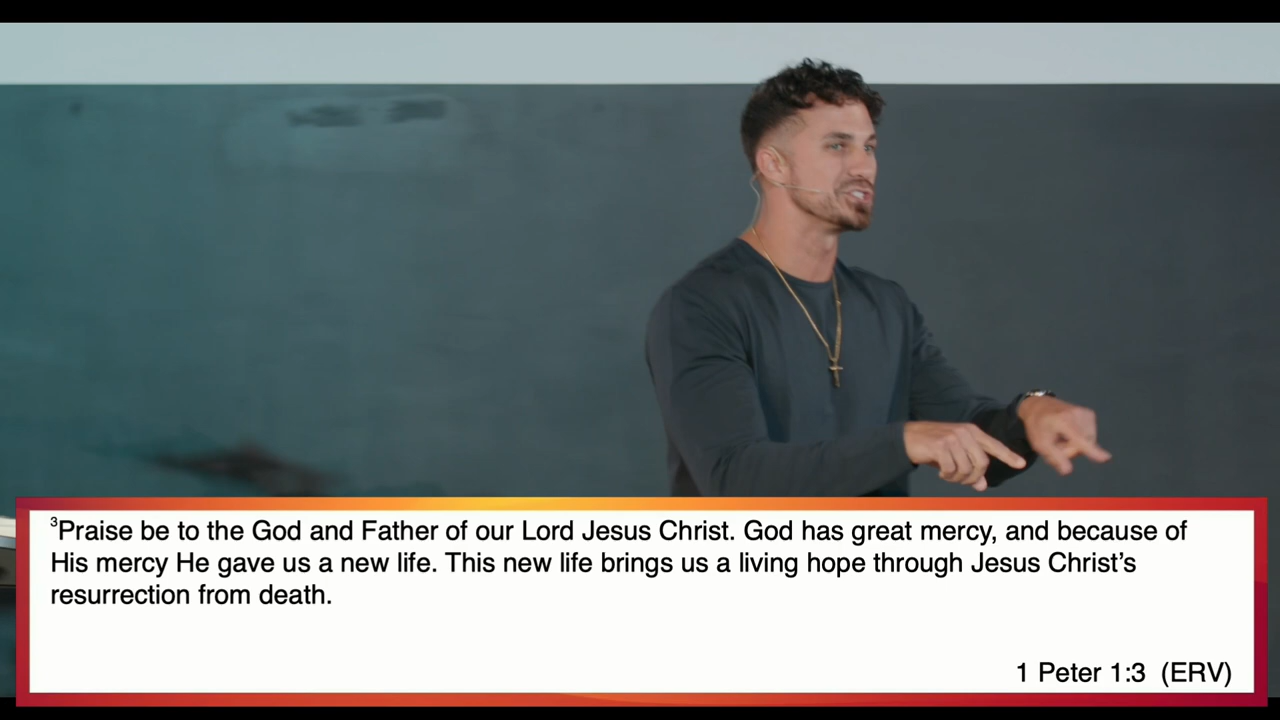 ³Praise be to the God and Father of our Lord Jesus Christ. God has great mercy, and because of
His mercy He gave us a new life. This new life brings us a living hope through Jesus Christ’s
resurrection from death.
1 Peter 1:3 (ERV)